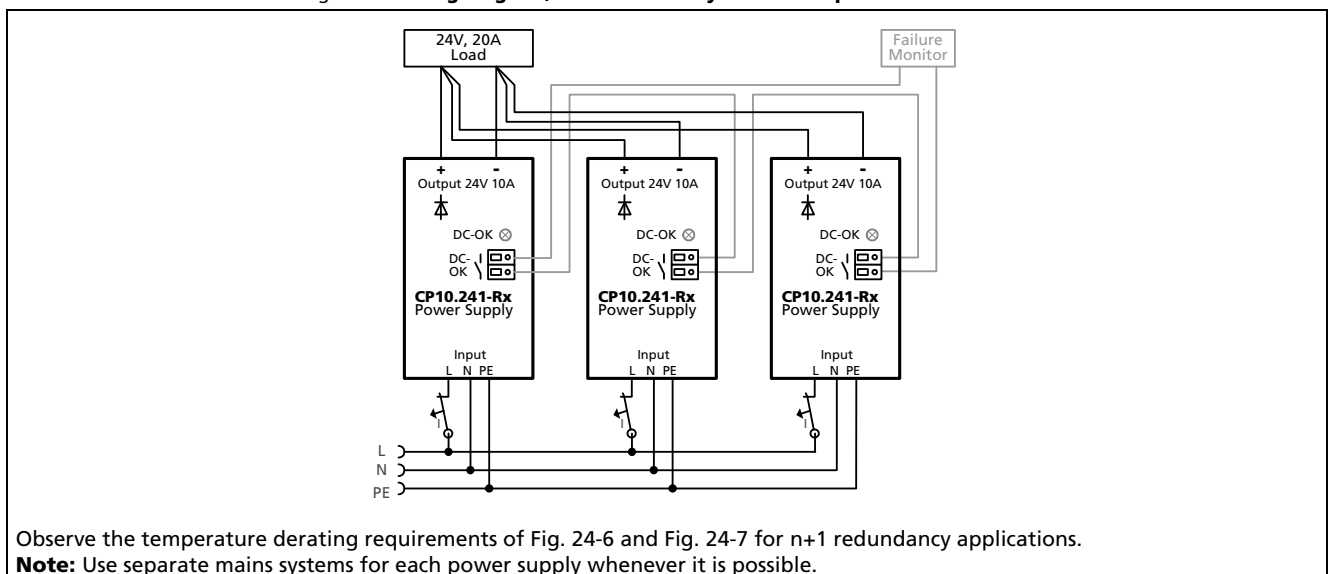 24V, 20A
Load
Failure
Monitor
+ -
Output 24V 10A
DC-OK
DC-
OK
CP10.241-Rx
Power Supply
Input
L N PE
I
+ -
Output 24V 10A
DC-OK
DC-
OK
CP10.241-Rx
Power Supply
Input
L N PE
I
+ -
Output 24V 10A
DC-OK
DC-
OK
CP10.241-Rx
Power Supply
Input
L N PE
I
L
N
PE
Observe the temperature derating requirements of Fig. 24-6 and Fig. 24-7 for n+1 redundancy applications.
Note: Use separate mains systems for each power supply whenever it is possible.